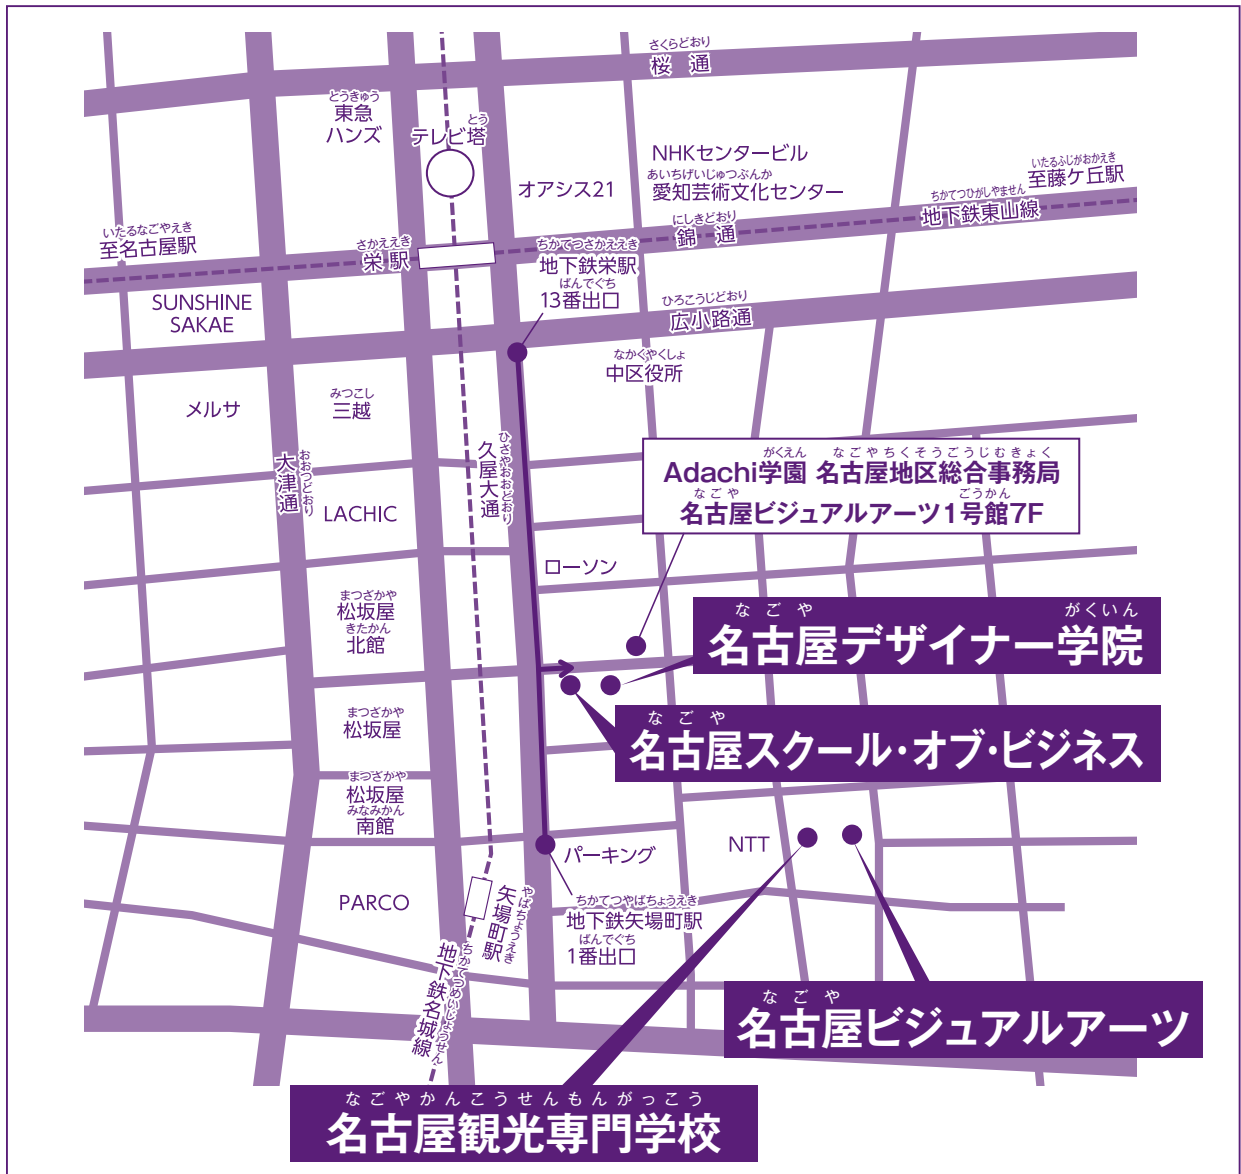 さくらどおり
桜通
とうきゅう
東急
ハンズ
とう
テレビ塔
NHKセンタービル
あいちげいじゅつぶんか
愛知芸術文化センター
オアシス21
いたるふじがおかえき
至藤ケ丘駅
ちかてつひがしやません
地下鉄東山線
にしきどおり
錦通
いたるなごやえき
至名古屋駅
さかええき
栄駅
ちかてつさかええき
地下鉄栄駅
ばんでぐち
13番出口
SUNSHINE
SAKAE
ひろこうじどおり
広小路通
なかくやくしょ
中区役所
メルサ
みつこし
三越
おおつどおり
大津通
ひさやおおどおり
久屋大通
LACHIC
がくえん なごやちくそうごうじむきょく
Adachi学園 名古屋地区総合事務局
なごや ごうかん
名古屋ビジュアルアーツ1号館7F
ローソン
まつざかや
松坂屋
きたかん
北館
なごや がくいん
名古屋デザイナー学院
まつざかや
松坂屋
なごや
名古屋スクール・オブ・ビジネス
まつざかや
松坂屋
みなみかん
南館
パーキング
NTT
PARCO
やばちょうえき
矢場町駅
ちかてつやばちょうえき
地下鉄矢場町駅
ばんでぐち
1番出口
ちかてつめいじょうせん
地下鉄名城線
なごや
名古屋ビジュアルアーツ
なごやかんこうせんもんがっこう
名古屋観光専門学校